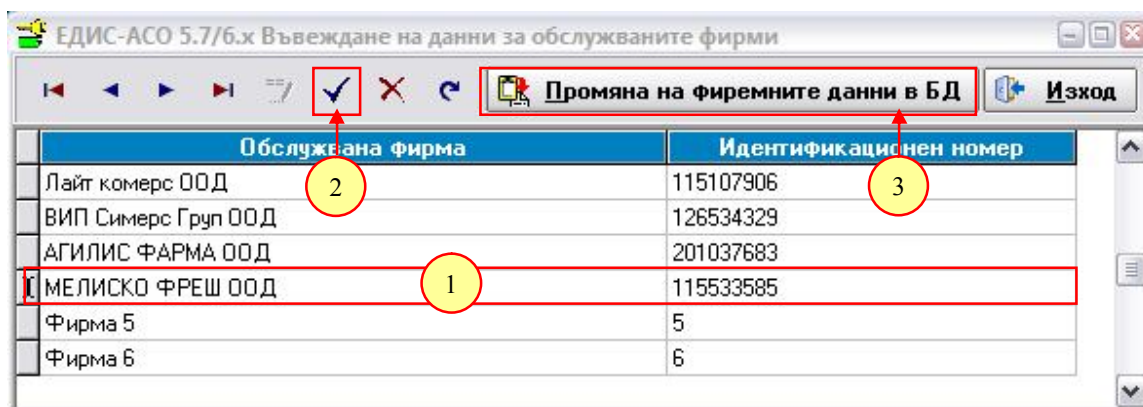 ЕДИС-АСО 5.7/6.x Въвеждане на данни за обслужваните фирми
Промяна на фиремните данни в БД Изход
Обслужвана фирма Идентификационен номер
Лайт комерс ООД 115107906
2 3
ВИП Симерс Груп ООД 126534329
АГИЛИС ФАРМА ООД 201037683
МЕЛИСКО ФРЕШ ООД 1 115533585
Фирма 5 5
Фирма 6 6